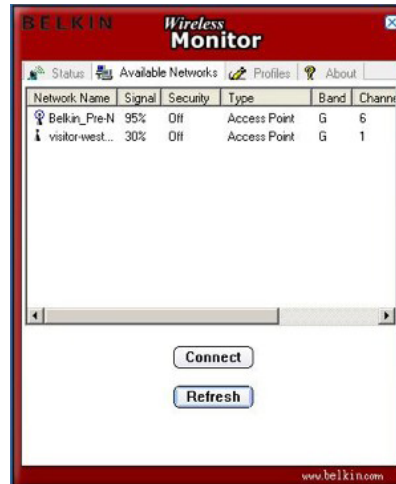 BELKIN Wireless Monitor
Status Available Networks Profiles About
Network Name Signal Security Type Band Channe
Belkin_Pre-N 95% Off Access Point G 6
visitor-west... 30% Off Access Point G 1
Connect
Refresh
www.belkin.com